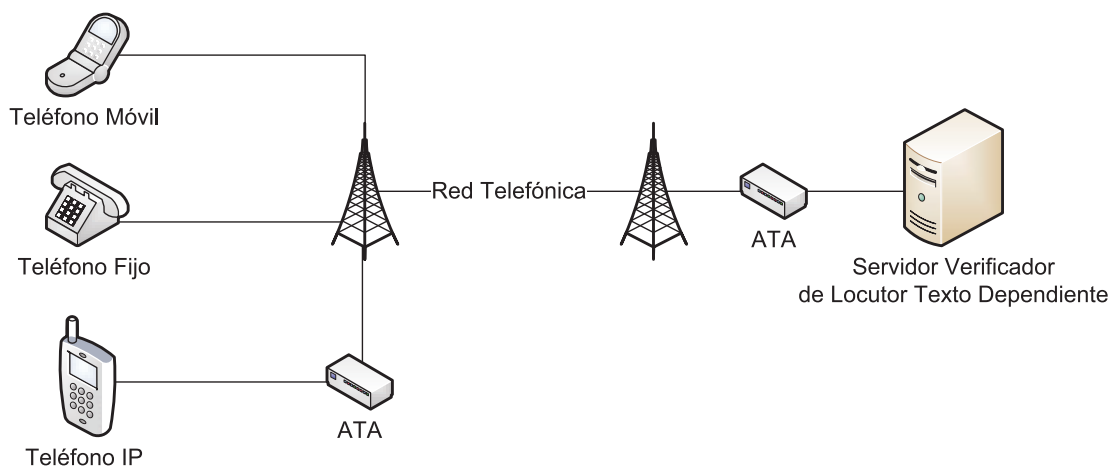 Teléfono Móvil
Red Telefónica
ATA
Teléfono Fijo
Servidor Verificador
de Locutor Texto Dependiente
ATA
Teléfono IP